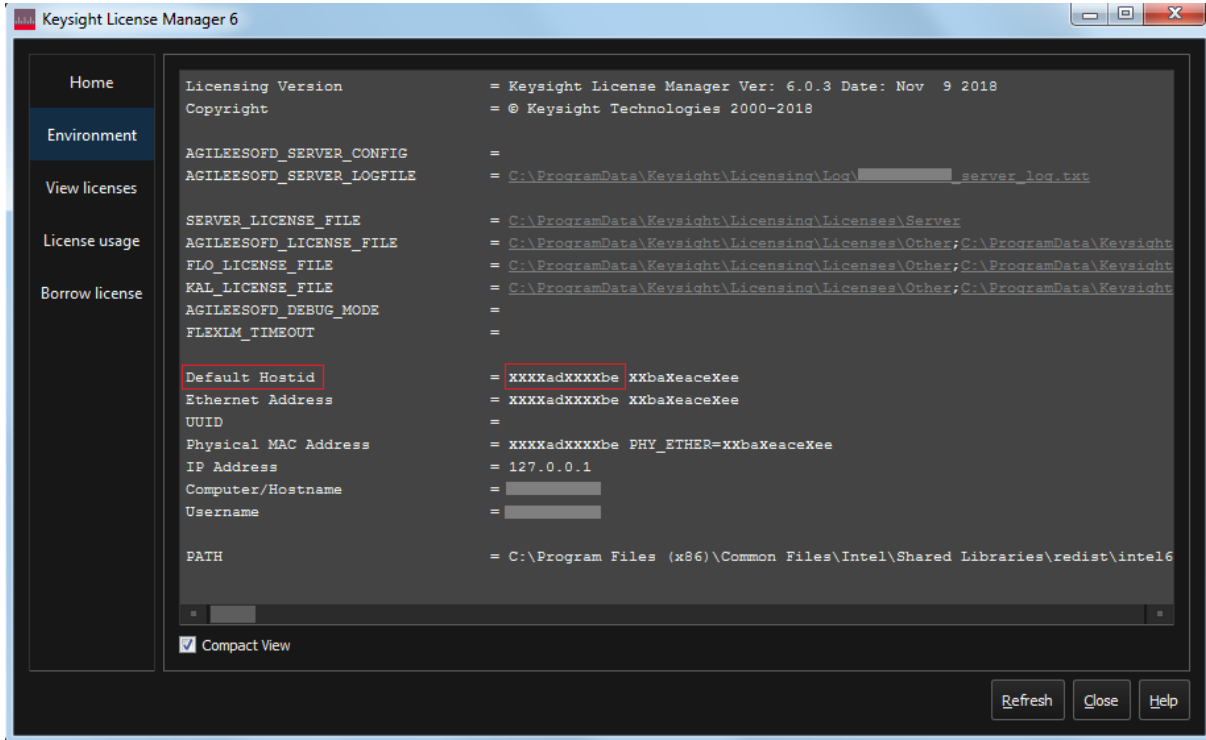 Keysight License Manager 6
Home
Environment
View licenses
License usage
Borrow license
Licensing Version = Keysight License Manager Ver: 6.0.3 Date: Nov 9 2018
Copyright = © Keysight Technologies 2000-2018
AGILEESOFD_SERVER_CONFIG =
AGILEESOFD_SERVER_LOGFILE = C:\ProgramData\Keysight\Licensing\Log\ _server_log.txt
SERVER_LICENSE_FILE = C:\ProgramData\Keysight\Licensing\Licenses\Server
AGILEESOFD_LICENSE_FILE = C:\ProgramData\Keysight\Licensing\Licenses\Other;C:\ProgramData\Keysight
FLO_LICENSE_FILE = C:\ProgramData\Keysight\Licensing\Licenses\Other;C:\ProgramData\Keysight
KAL_LICENSE_FILE = C:\ProgramData\Keysight\Licensing\Licenses\Other;C:\ProgramData\Keysight
AGILEESOFD_DEBUG_MODE =
FLEXLM_TIMEOUT =
Default Hostid = XXXXadXXXXbe XXbaXeaceXee
Ethernet Address = XXXXadXXXXbe XXbaXeaceXee
UUID =
Physical MAC Address = XXXXadXXXXbe PHY_ETHER=XXbaXeaceXee
IP Address = 127.0.0.1
Computer/Hostname =
Username =
PATH = C:\Program Files (x86)\Common Files\Intel\Shared Libraries\redist\intel6
Compact View
Refresh
Close
Help